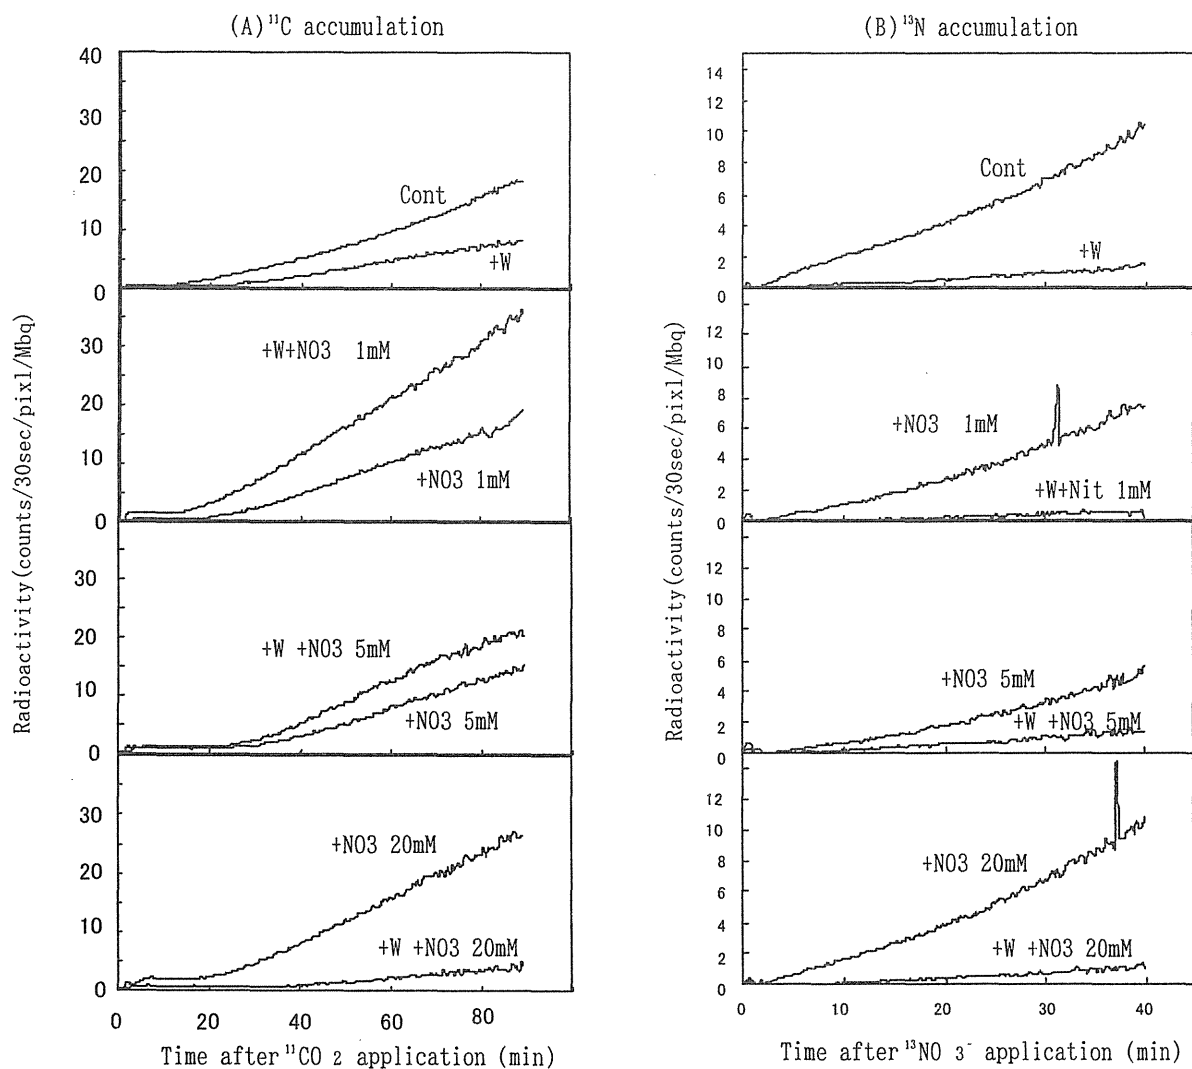 (A)¹¹C accumulation
40
30
20
10
0
Cont
+W
30
20
10
0
+W+NO3 1mM
+NO3 1mM
30
20
10
0
+W +NO3 5mM
+NO3 5mM
30
20
10
0
+NO3 20mM
+W +NO3 20mM
0 20 40 60 80
Time after ¹¹CO 2 application (min)
Radioactivity(counts/30sec/pixl/Mbq)
(B)¹³N accumulation
14
12
10
8
6
4
2
0
Cont
+W
12
10
8
6
4
2
0
+NO3 1mM
+W+Nit 1mM
12
10
8
6
4
2
0
+NO3 5mM
+W +NO3 5mM
12
10
8
6
4
2
0
+NO3 20mM
+W +NO3 20mM
0 10 20 30 40
Time after ¹³NO 3⁻ application (min)
Radioactivity(counts/30sec/pixl/Mbq)